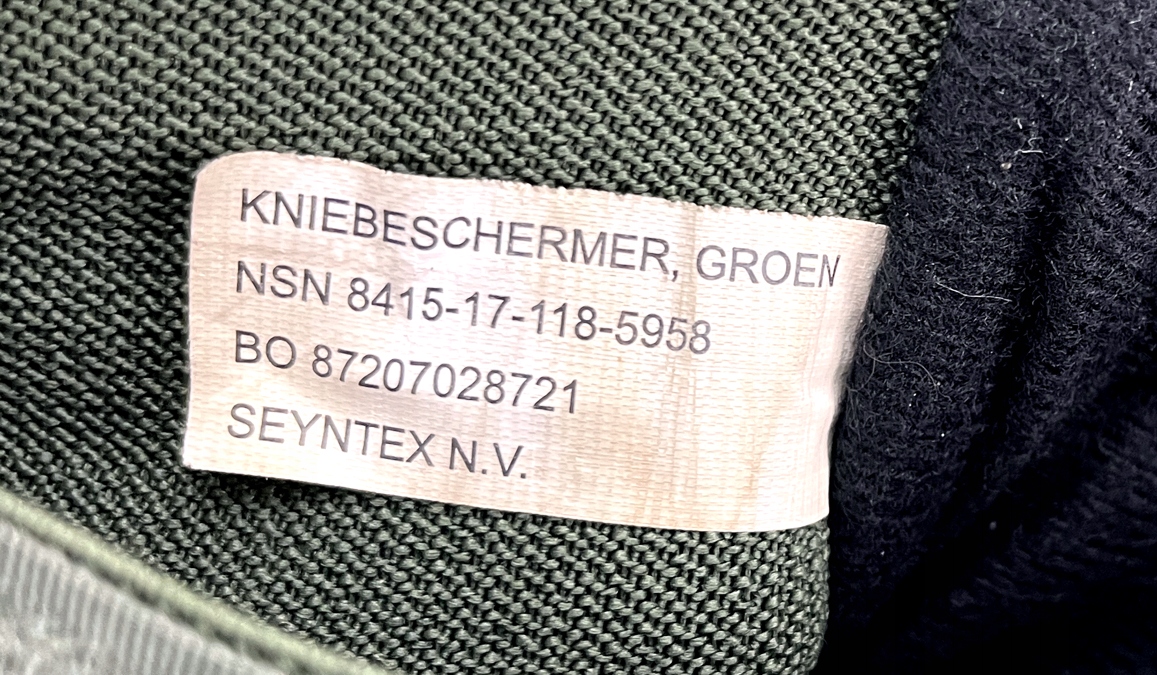 KNIEBESCHERMER, GROEN
NSN 8415-17-118-5958
BO 87207028721
SEYNTEX N.V.